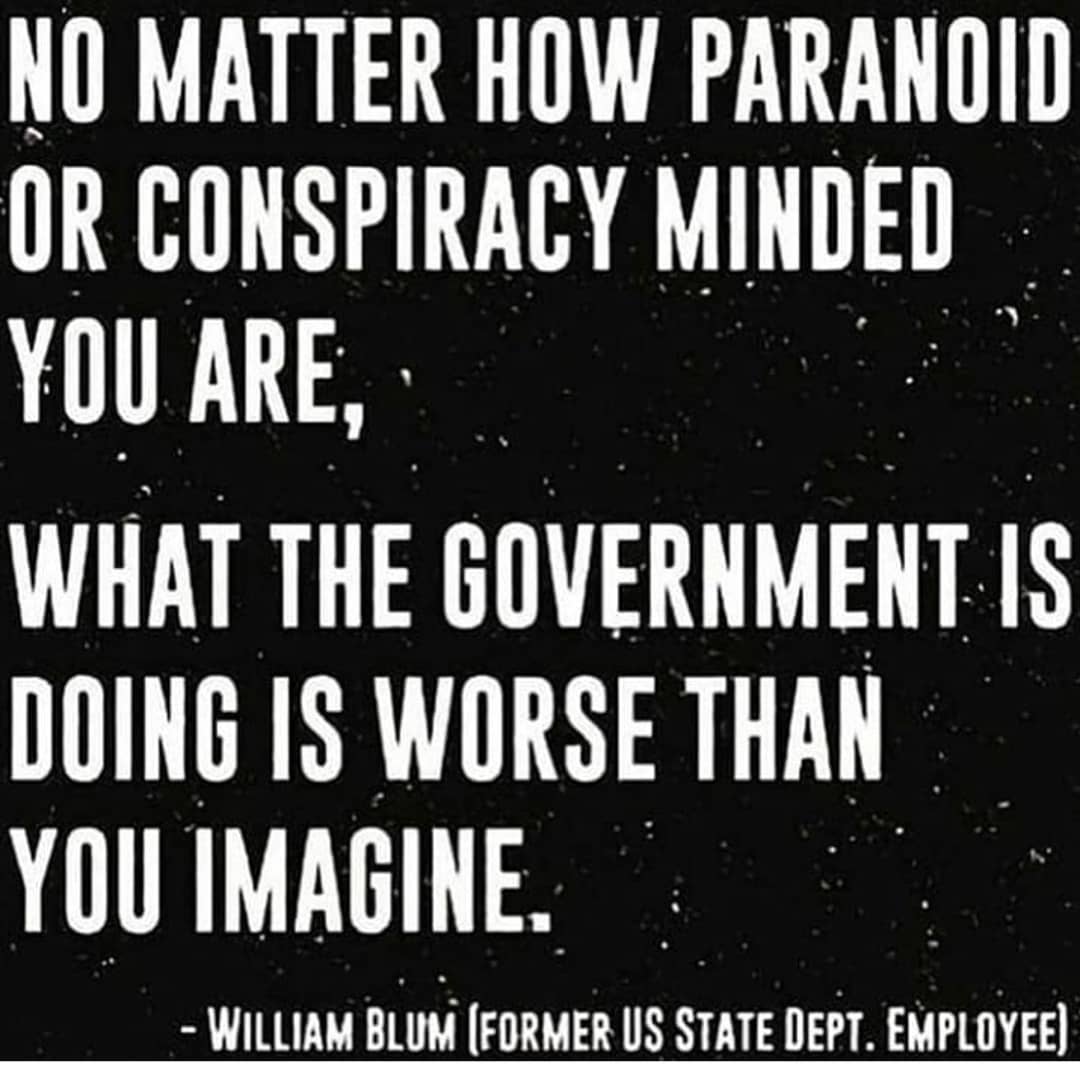 NO MATTER HOW PARANOID
OR CONSPIRACY MINDED
YOU ARE,
WHAT THE GOVERNMENT IS
DOING IS WORSE THAN
YOU IMAGINE.
- WILLIAM BLUM (FORMER US STATE DEPT. EMPLOYEE)